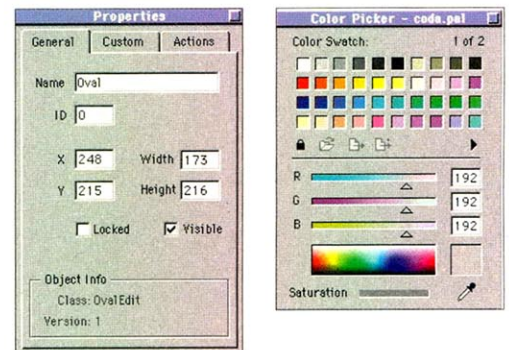 Properties
General Custom Actions
Name Oval
ID 0
X 248 Width 173
Y 215 Height 216
Locked Visible
Object Info
Class: OvalEdit
Version: 1
Color Picker - coda.pal
Color Swatch: 1 of 2
R 192
G 192
B 192
Saturation